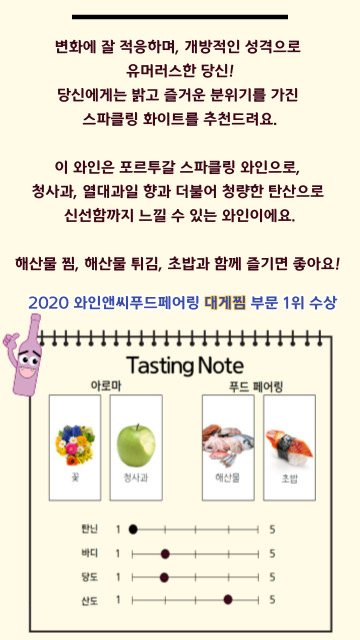 변화에 잘 적응하며, 개방적인 성격으로
유머러스한 당신!
당신에게는 밝고 즐거운 분위기를 가진
스파클링 화이트를 추천드려요.
이 와인은 포르투갈 스파클링 와인으로,
청사과, 열대과일 향과 더불어 청량한 탄산으로
신선함까지 느낄 수 있는 와인이에요.
해산물 찜, 해산물 튀김, 초밥과 함께 즐기면 좋아요!
2020 와인앤씨푸드페어링 대게찜 부문 1위 수상
Tasting Note
아로마 푸드 페어링
꽃 청사과 해산물 초밥
탄닌 1 5
바디 1 5
당도 1 5
산도 1 5